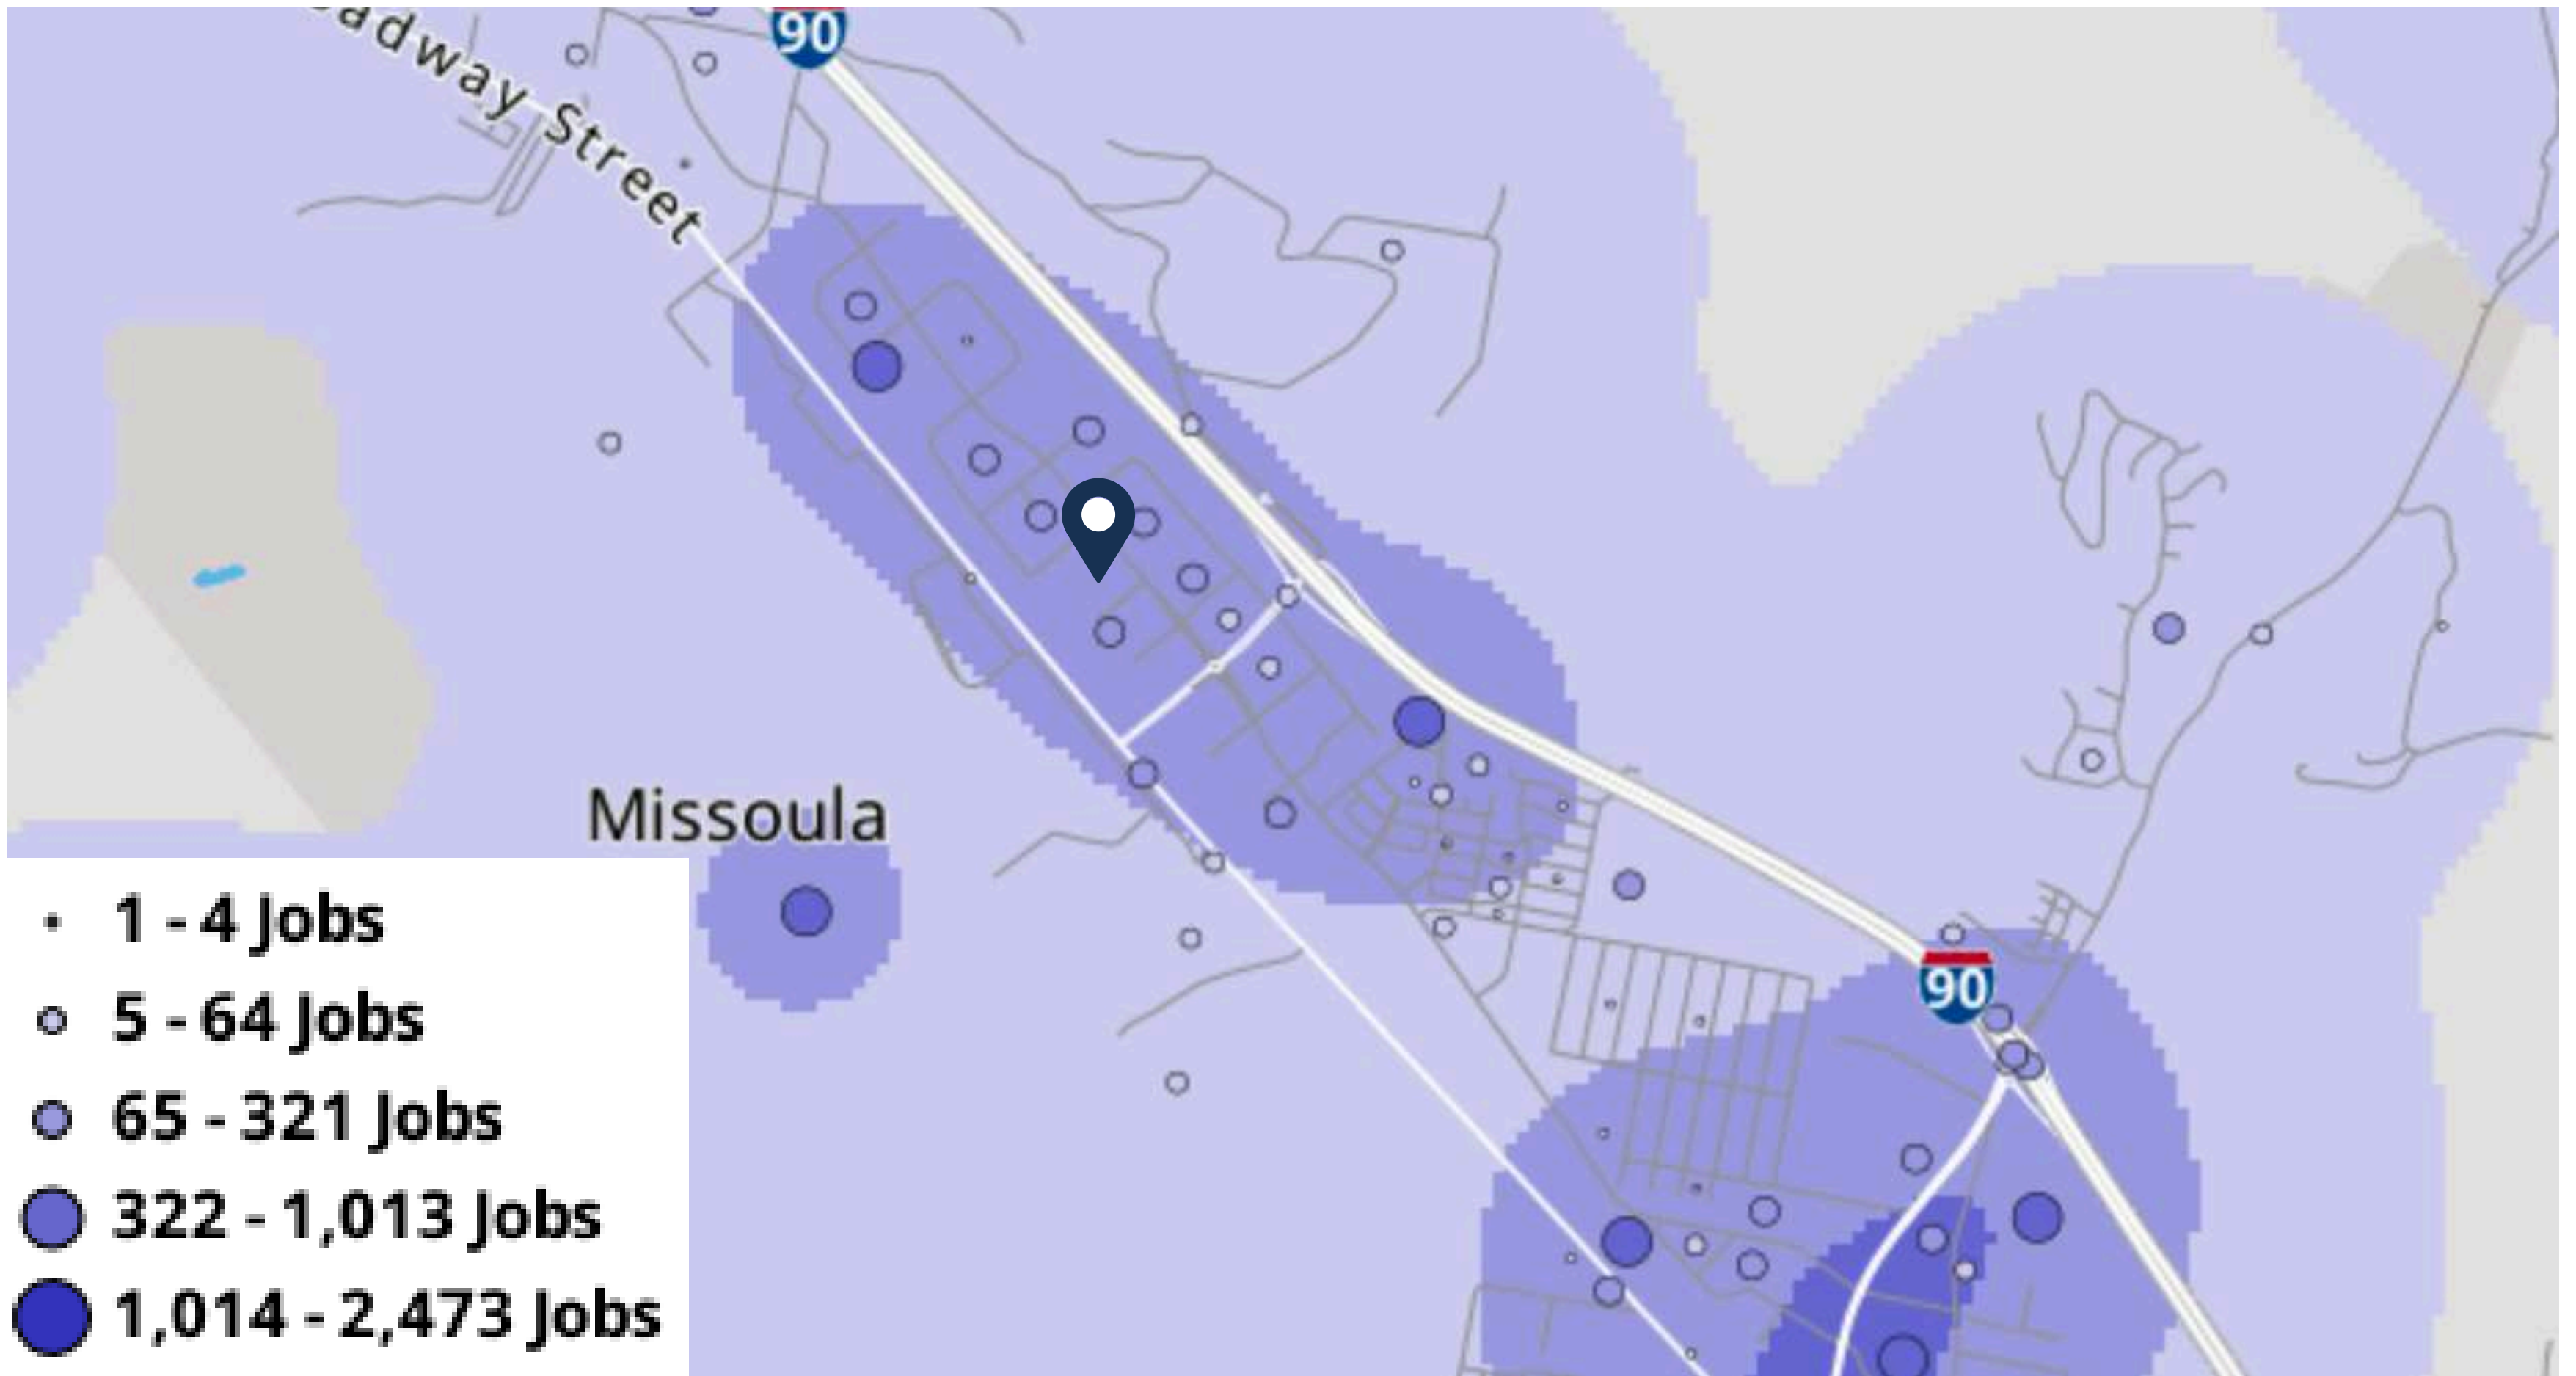 adway Street
90
Missoula
90
1 - 4 Jobs
5 - 64 Jobs
65 - 321 Jobs
322 - 1,013 Jobs
1,014 - 2,473 Jobs